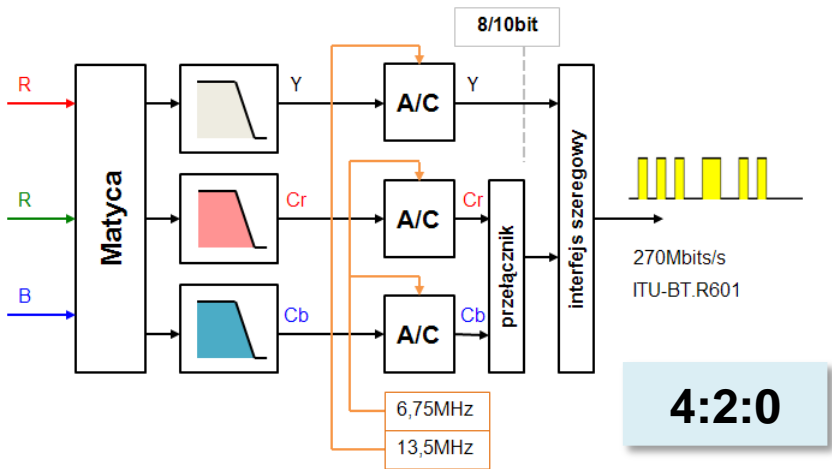 8/10bit
R
Y
A/C
Y
R
Matyca
Cr
A/C
Cr
B
Cb
A/C
Cb
przełącznik
interfejs szeregowy
270Mbits/s
ITU-BT.R601
6,75MHz
13,5MHz
4:2:0